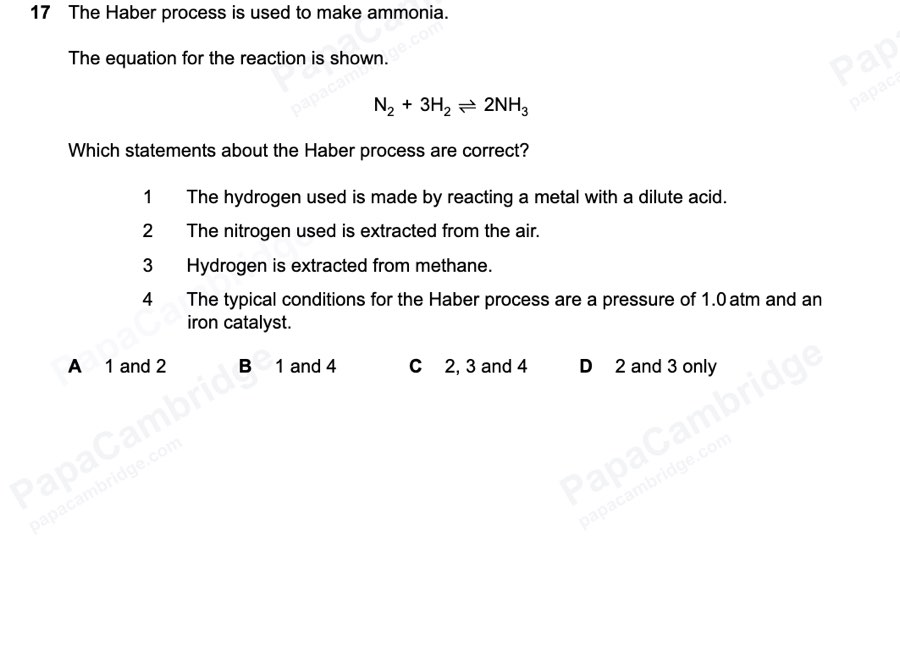 17 The Haber process is used to make ammonia.
The equation for the reaction is shown.
N₂ + 3H₂ ⇌ 2NH₃
Which statements about the Haber process are correct?
1 The hydrogen used is made by reacting a metal with a dilute acid.
2 The nitrogen used is extracted from the air.
3 Hydrogen is extracted from methane.
4 The typical conditions for the Haber process are a pressure of 1.0 atm and an
iron catalyst.
A 1 and 2 B 1 and 4 C 2, 3 and 4 D 2 and 3 only
PapaCambridge
papacambridge.com
PapaCambridge
papacambridge.com